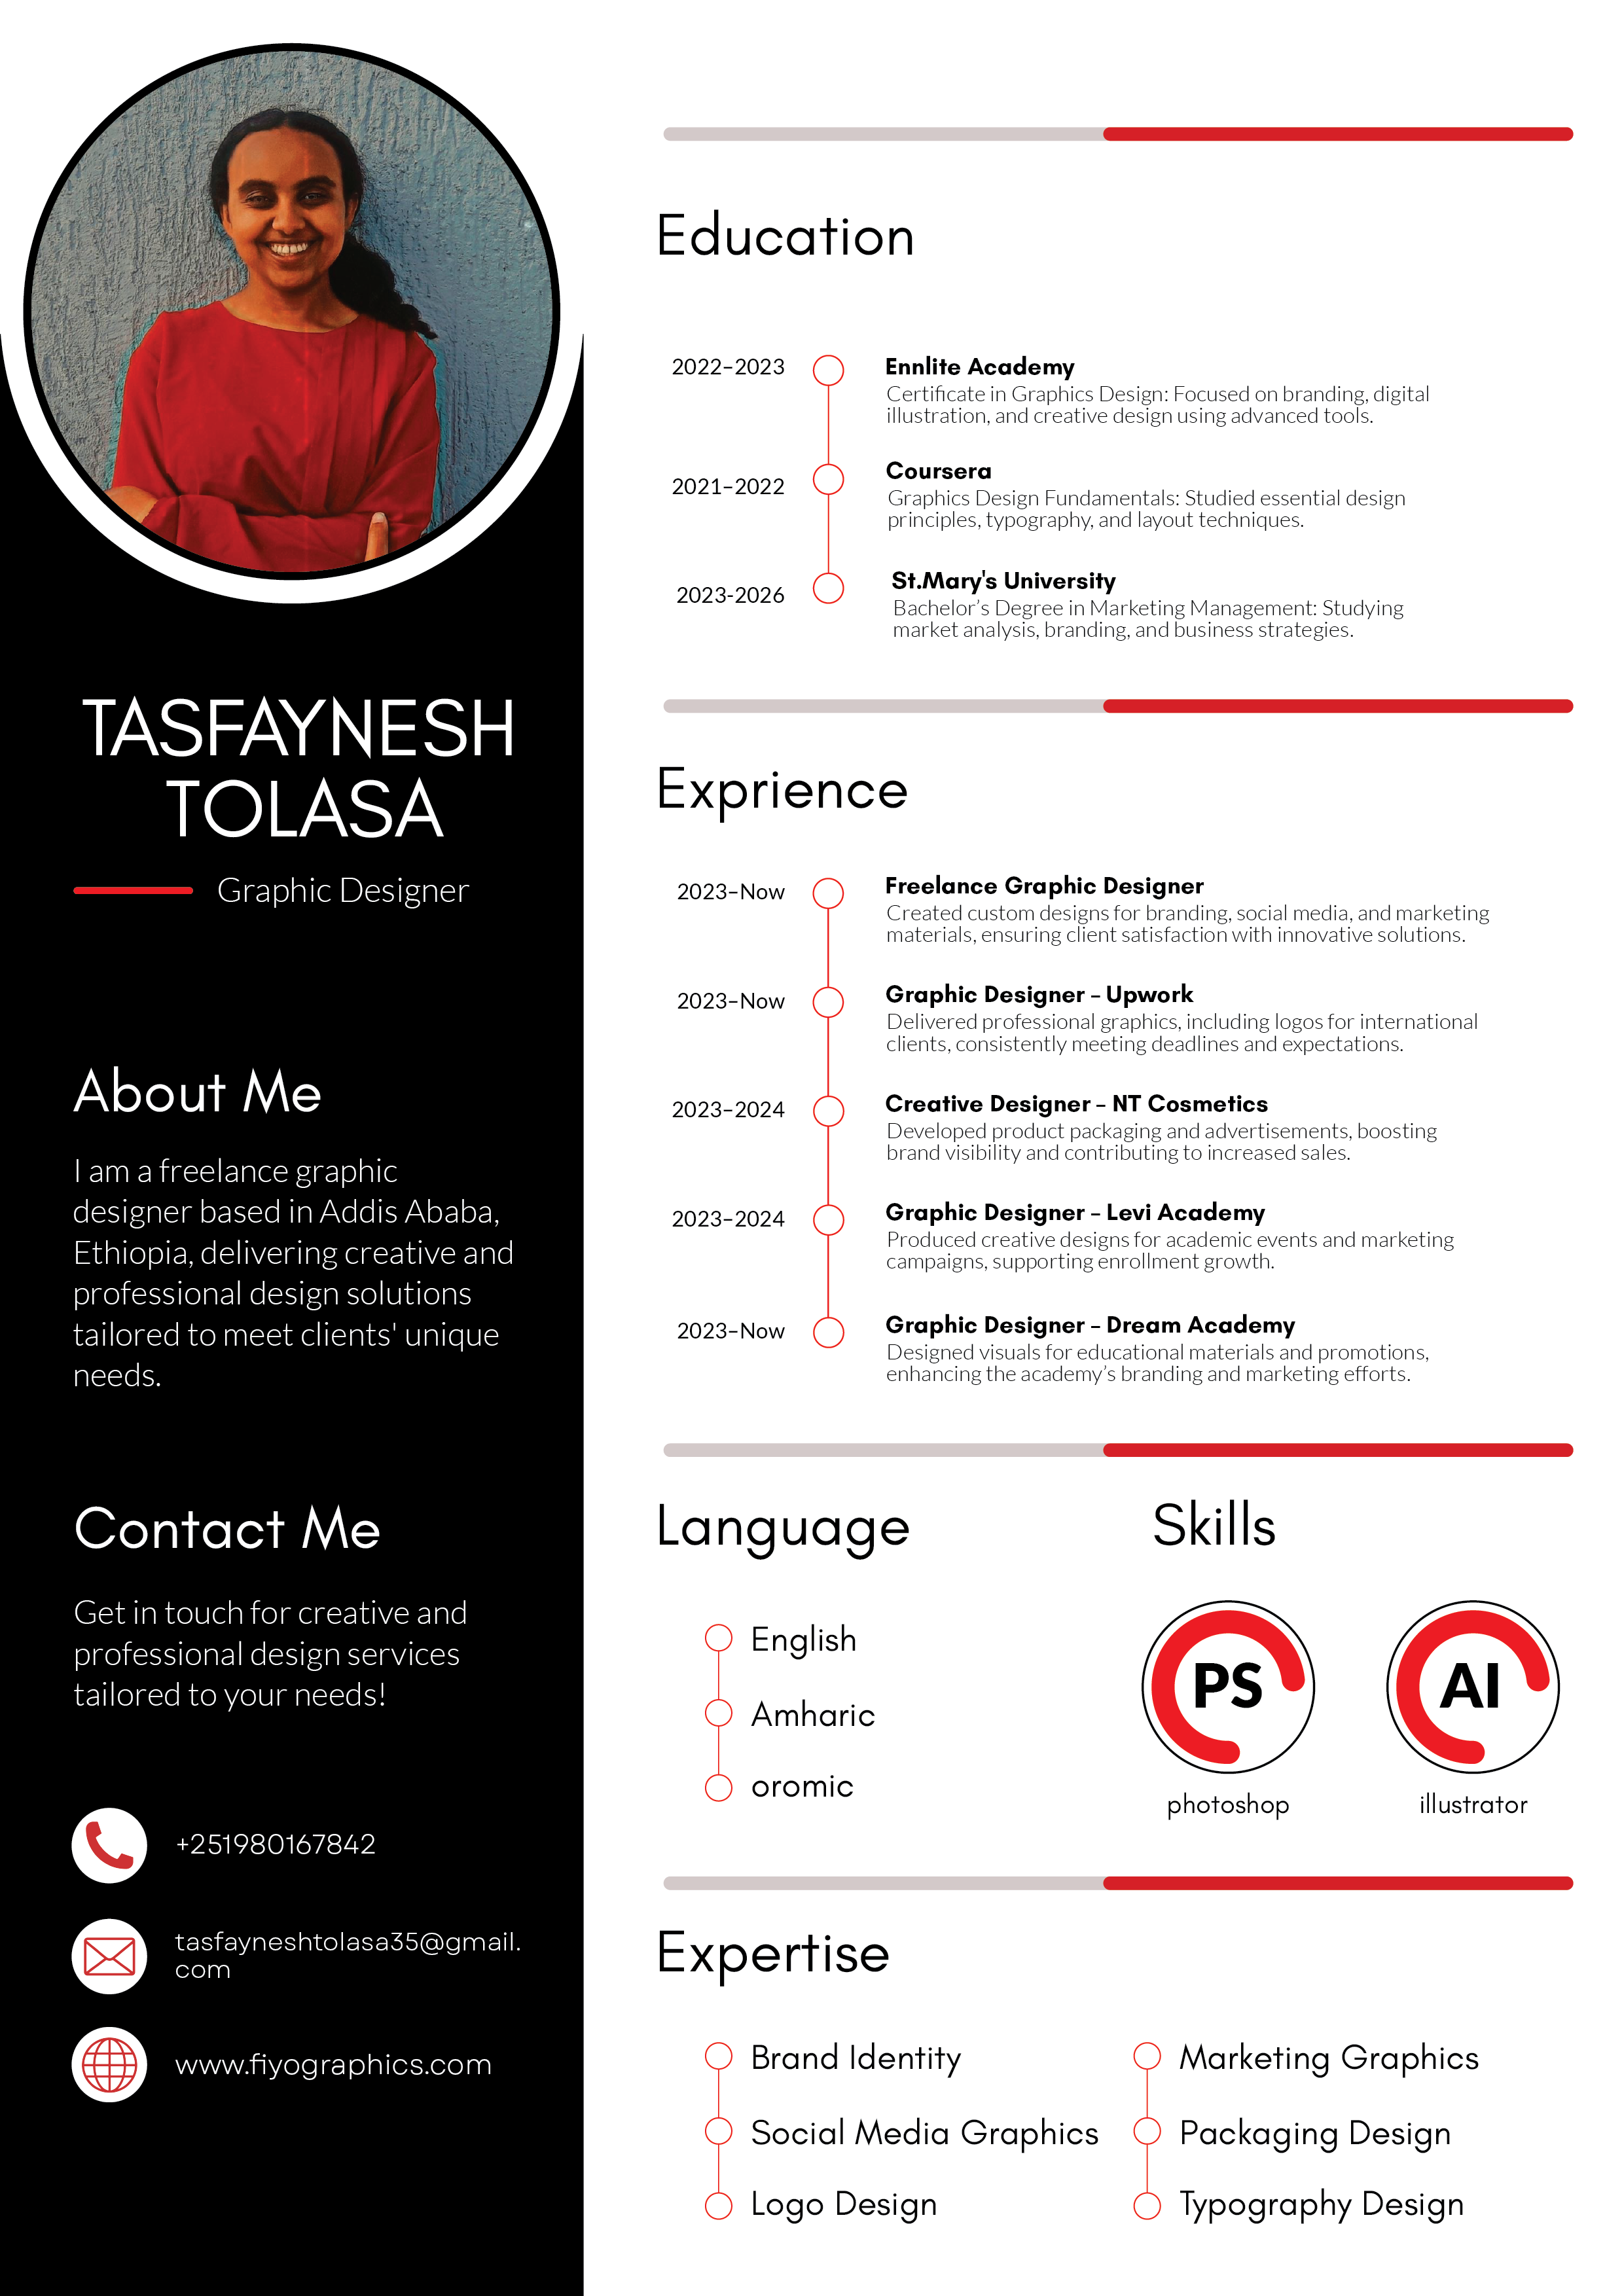 TASFAYNESH
TOLASA
Graphic Designer
About Me
I am a freelance graphic
designer based in Addis Ababa,
Ethiopia, delivering creative and
professional design solutions
tailored to meet clients' unique
needs.
Contact Me
Get in touch for creative and
professional design services
tailored to your needs!
+251980167842
tasfayneshtolasa35@gmail.
com
www.fiyographics.com
Education
2022-2023
Ennlite Academy
Certificate in Graphics Design: Focused on branding, digital
illustration, and creative design using advanced tools.
2021-2022
Coursera
Graphics Design Fundamentals: Studied essential design
principles, typography, and layout techniques.
2023-2026
St.Mary's University
Bachelor’s Degree in Marketing Management: Studying
market analysis, branding, and business strategies.
Exprience
2023-Now
Freelance Graphic Designer
Created custom designs for branding, social media, and marketing
materials, ensuring client satisfaction with innovative solutions.
2023-Now
Graphic Designer – Upwork
Delivered professional graphics, including logos for international
clients, consistently meeting deadlines and expectations.
2023-2024
Creative Designer – NT Cosmetics
Developed product packaging and advertisements, boosting
brand visibility and contributing to increased sales.
2023-2024
Graphic Designer – Levi Academy
Produced creative designs for academic events and marketing
campaigns, supporting enrollment growth.
2023-Now
Graphic Designer – Dream Academy
Designed visuals for educational materials and promotions,
enhancing the academy’s branding and marketing efforts.
Language
English
Amharic
oromic
Skills
PS
photoshop
AI
illustrator
Expertise
Brand Identity
Social Media Graphics
Logo Design
Marketing Graphics
Packaging Design
Typography Design